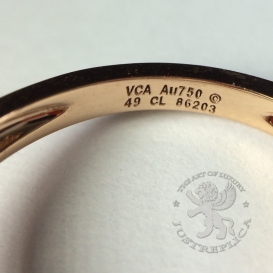 VCA Au750 ©
49 CL 86203
THE ART OF LUXURY
JUSTREPLICA